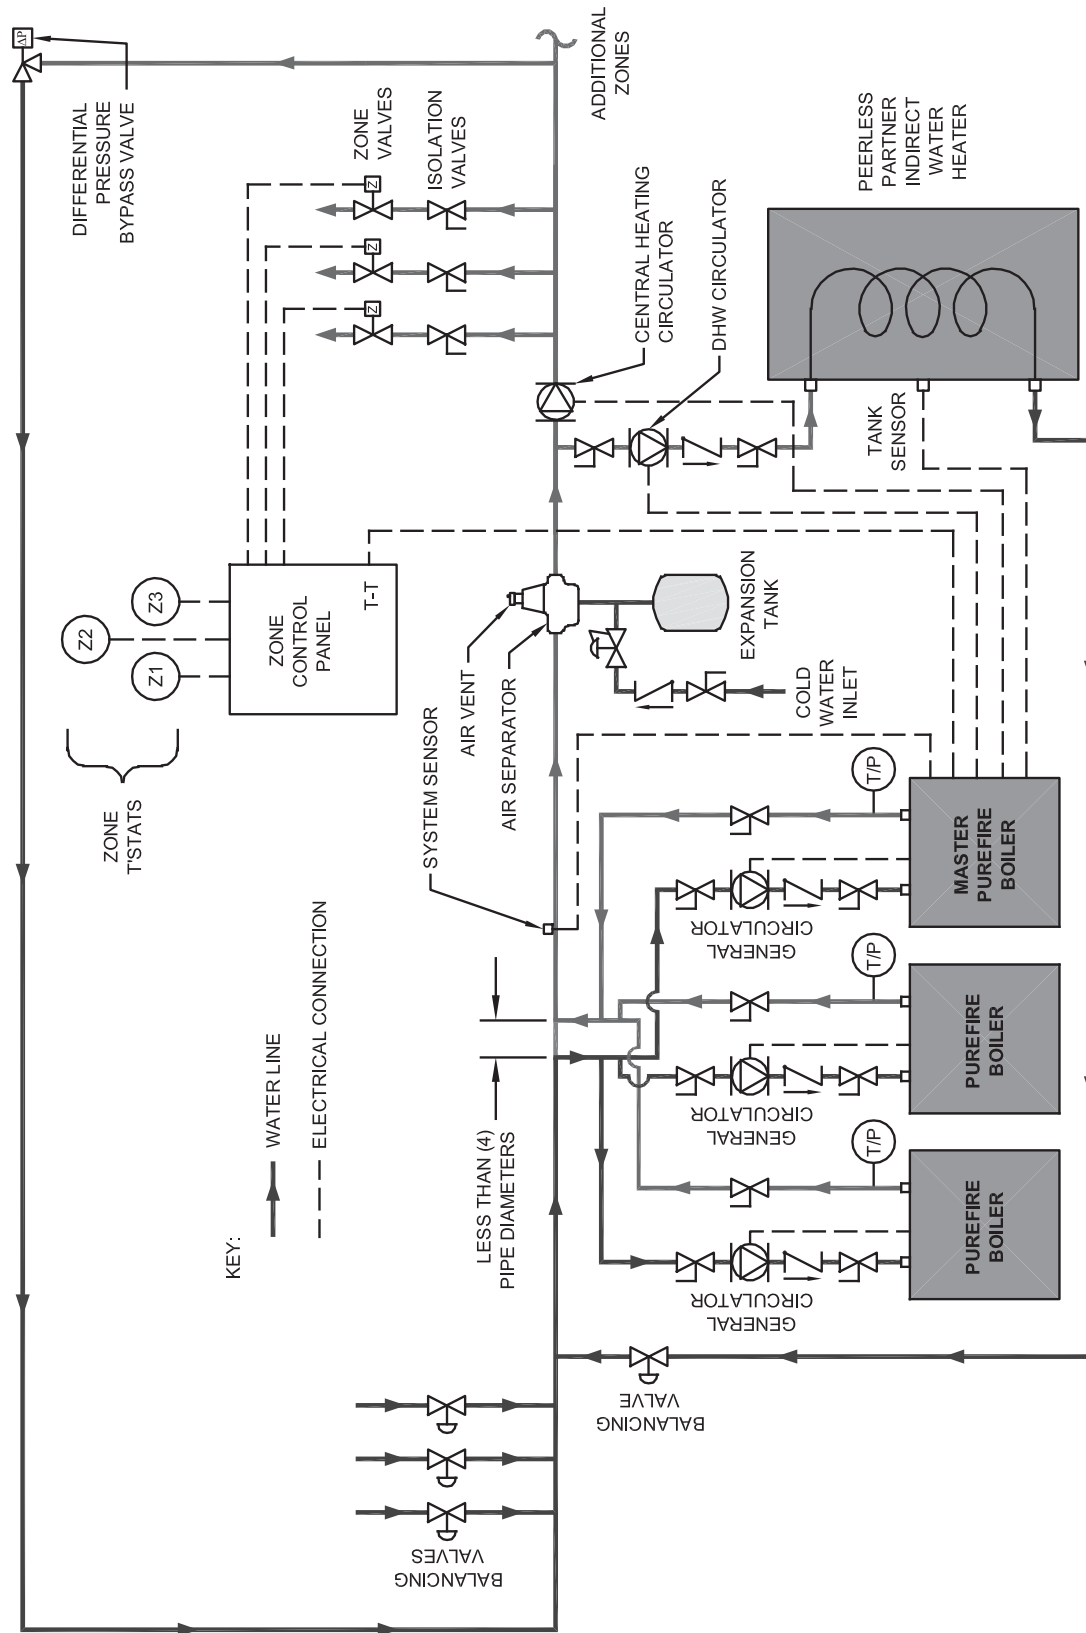 ΔP
DIFFERENTIAL
PRESSURE
BYPASS VALVE
ZONE
VALVES
ISOLATION
VALVES
Z
Z
Z
ADDITIONAL
ZONES
PEERLESS
PARTNER
INDIRECT
WATER
HEATER
CENTRAL HEATING
CIRCULATOR
DHW CIRCULATOR
TANK
SENSOR
Z1
Z2
Z3
ZONE
CONTROL
PANEL
T-T
ZONE
T'STATS
AIR VENT
AIR SEPARATOR
SYSTEM SENSOR
EXPANSION
TANK
COLD
WATER
INLET
KEY:
WATER LINE
ELECTRICAL CONNECTION
LESS THAN (4)
PIPE DIAMETERS
GENERAL
CIRCULATOR
GENERAL
CIRCULATOR
GENERAL
CIRCULATOR
T/P
T/P
T/P
MASTER
PUREFIRE
BOILER
PUREFIRE
BOILER
PUREFIRE
BOILER
BALANCING
VALVE
BALANCING
VALVES